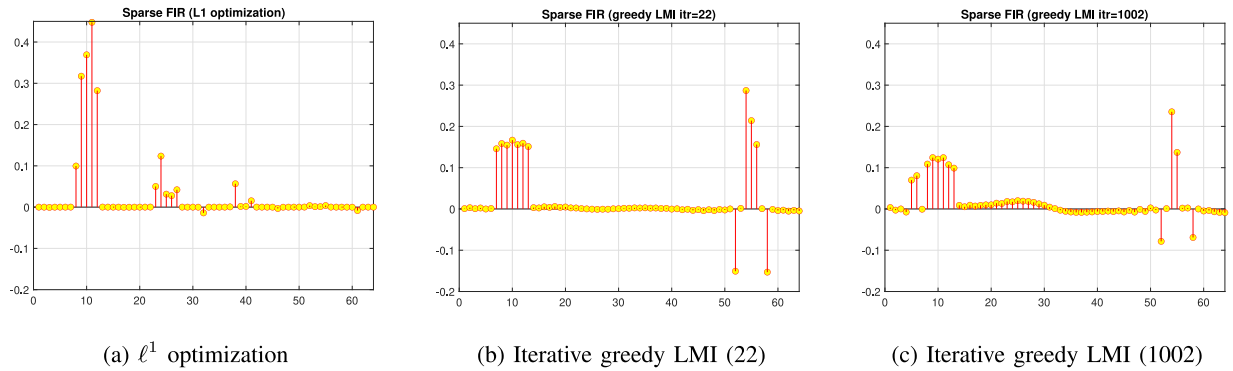 Sparse FIR (L1 optimization)
0.4
0.3
0.2
0.1
0
-0.1
-0.2
0 10 20 30 40 50 60
(a) ℓ¹ optimization
Sparse FIR (greedy LMI itr=22)
0.4
0.3
0.2
0.1
0
-0.1
-0.2
0 10 20 30 40 50 60
(b) Iterative greedy LMI (22)
Sparse FIR (greedy LMI itr=1002)
0.4
0.3
0.2
0.1
0
-0.1
-0.2
0 10 20 30 40 50 60
(c) Iterative greedy LMI (1002)